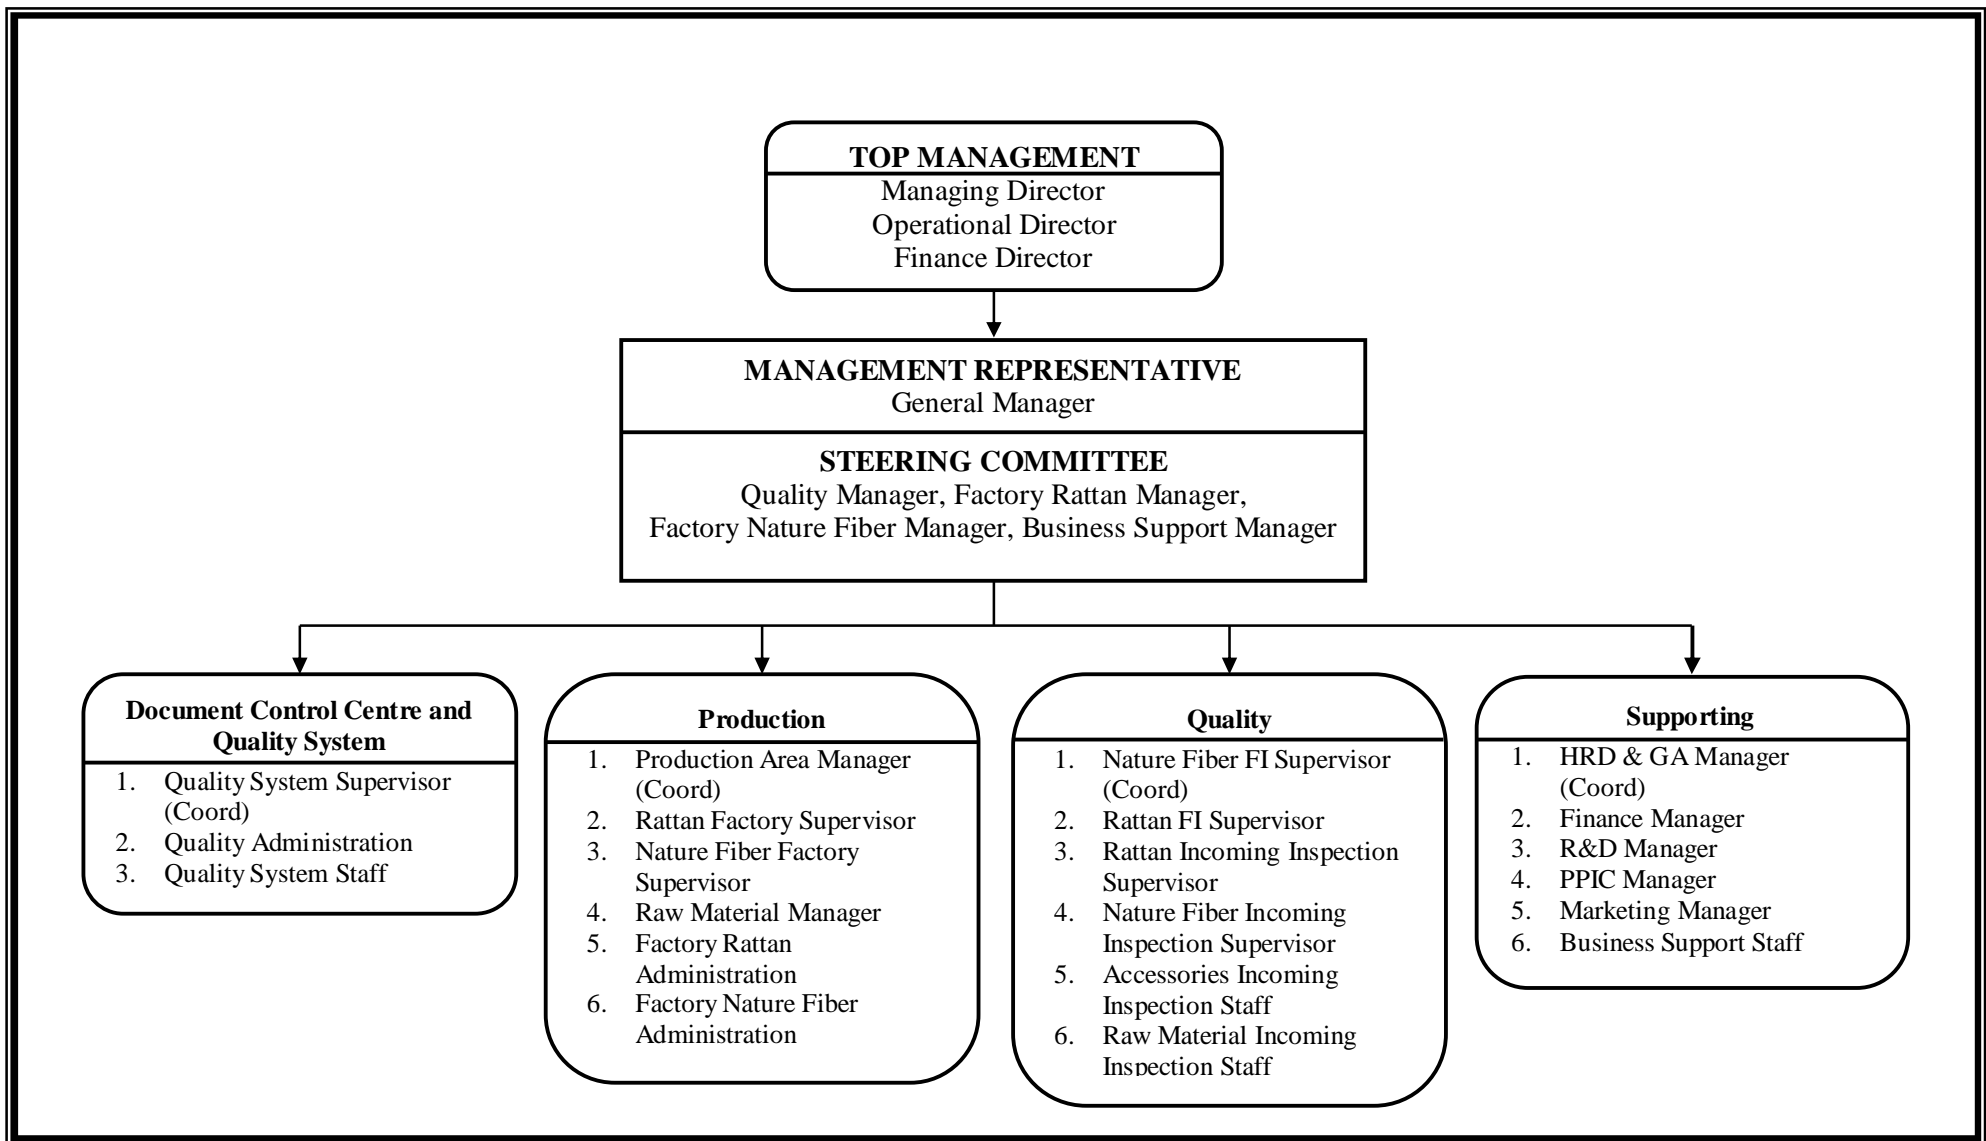 TOP MANAGEMENT
Managing Director
Operational Director
Finance Director
MANAGEMENT REPRESENTATIVE
General Manager
STEERING COMMITTEE
Quality Manager, Factory Rattan Manager,
Factory Nature Fiber Manager, Business Support Manager
Document Control Centre and
Quality System
1. Quality System Supervisor
(Coord)
2. Quality Administration
3. Quality System Staff
Production
1. Production Area Manager
(Coord)
2. Rattan Factory Supervisor
3. Nature Fiber Factory
Supervisor
4. Raw Material Manager
5. Factory Rattan
Administration
6. Factory Nature Fiber
Administration
Quality
1. Nature Fiber FI Supervisor
(Coord)
2. Rattan FI Supervisor
3. Rattan Incoming Inspection
Supervisor
4. Nature Fiber Incoming
Inspection Supervisor
5. Accessories Incoming
Inspection Staff
6. Raw Material Incoming
Inspection Staff
Supporting
1. HRD & GA Manager
(Coord)
2. Finance Manager
3. R&D Manager
4. PPIC Manager
5. Marketing Manager
6. Business Support Staff